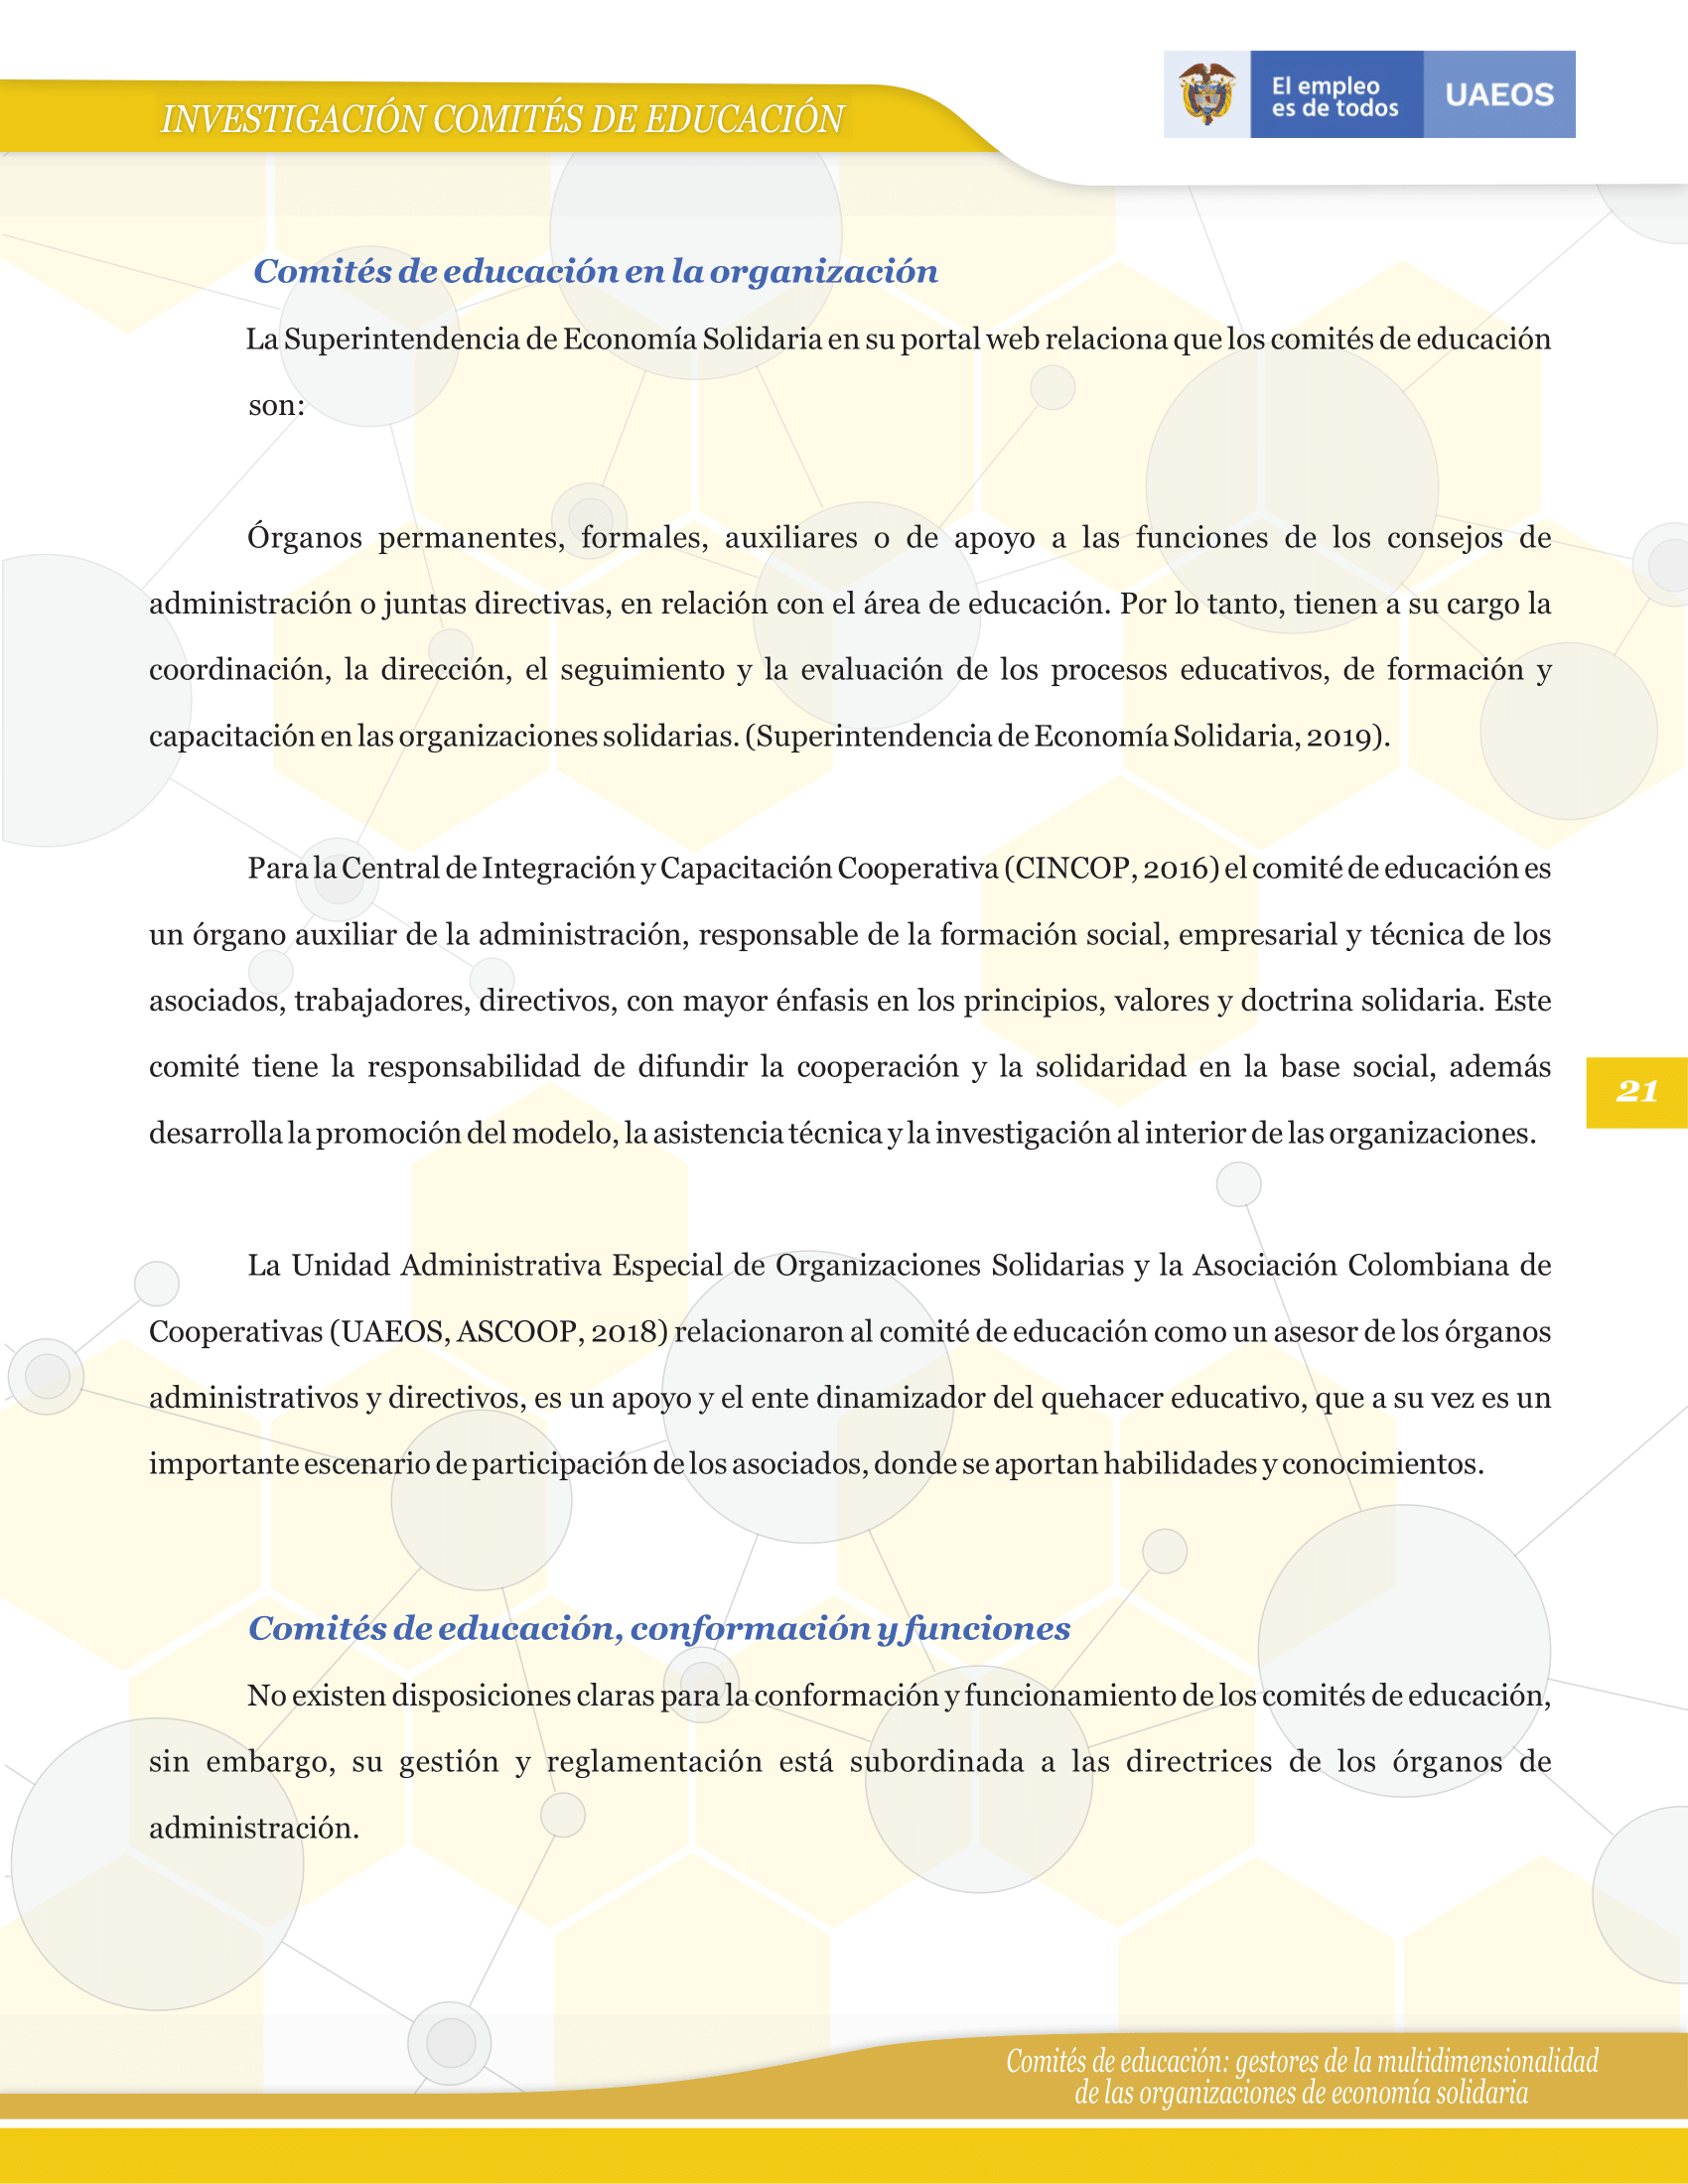 INVESTIGACIÓN COMITÉS DE EDUCACIÓN
El empleo
es de todos
UAEOS
Comités de educación en la organización
La Superintendencia de Economía Solidaria en su portal web relaciona que los comités de educación
son:
Órganos permanentes, formales, auxiliares o de apoyo a las funciones de los consejos de
administración o juntas directivas, en relación con el área de educación. Por lo tanto, tienen a su cargo la
coordinación, la dirección, el seguimiento y la evaluación de los procesos educativos, de formación y
capacitación en las organizaciones solidarias. (Superintendencia de Economía Solidaria, 2019).
Para la Central de Integración y Capacitación Cooperativa (CINCOP, 2016) el comité de educación es
un órgano auxiliar de la administración, responsable de la formación social, empresarial y técnica de los
asociados, trabajadores, directivos, con mayor énfasis en los principios, valores y doctrina solidaria. Este
comité tiene la responsabilidad de difundir la cooperación y la solidaridad en la base social, además
desarrolla la promoción del modelo, la asistencia técnica y la investigación al interior de las organizaciones.
21
La Unidad Administrativa Especial de Organizaciones Solidarias y la Asociación Colombiana de
Cooperativas (UAEOS, ASCOOP, 2018) relacionaron al comité de educación como un asesor de los órganos
administrativos y directivos, es un apoyo y el ente dinamizador del quehacer educativo, que a su vez es un
importante escenario de participación de los asociados, donde se aportan habilidades y conocimientos.
Comités de educación, conformación y funciones
No existen disposiciones claras para la conformación y funcionamiento de los comités de educación,
sin embargo, su gestión y reglamentación está subordinada a las directrices de los órganos de
administración.
Comités de educación: gestores de la multidimensionalidad
de las organizaciones de economía solidaria